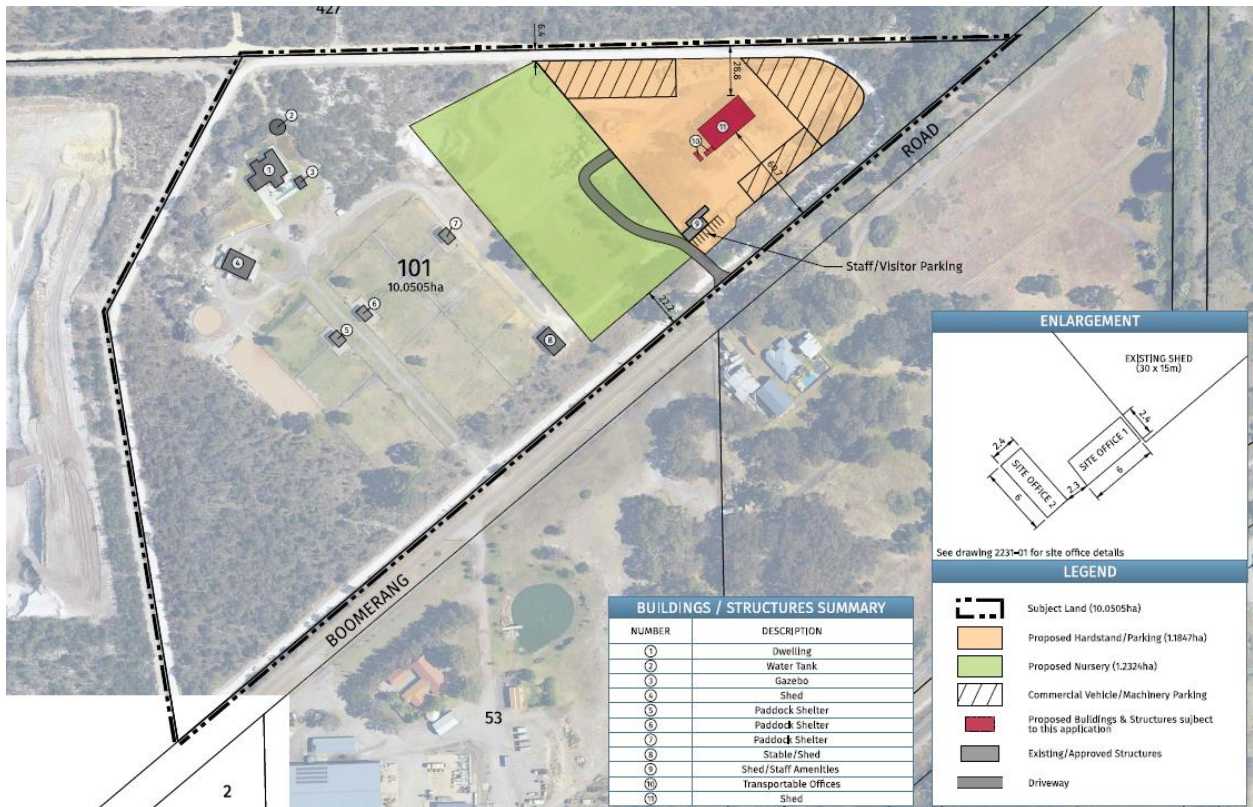 427
6.4
28.8
2
11
1
3
10
ROAD
60.7
7
9
Staff/Visitor Parking
4
101
10.0505ha
6
22.2
5
8
BOOMERANG
53
2
ENLARGEMENT
EXISTING SHED
(30 x 15m)
2.4
2.4
SITE OFFICE 1
SITE OFFICE 2
6
2.3
6
See drawing 2231-01 for site office details
LEGEND
Subject Land (10.0505ha)
Proposed Hardstand/Parking (1.1847ha)
Proposed Nursery (1.2324ha)
Commercial Vehicle/Machinery Parking
Proposed Buildings & Structures subject
to this application
Existing/Approved Structures
Driveway
BUILDINGS / STRUCTURES SUMMARY
NUMBER DESCRIPTION
1 Dwelling
2 Water Tank
3 Gazebo
4 Shed
5 Paddock Shelter
6 Paddock Shelter
7 Paddock Shelter
8 Stable/Shed
9 Shed/Staff Amenities
10 Transportable Offices
11 Shed